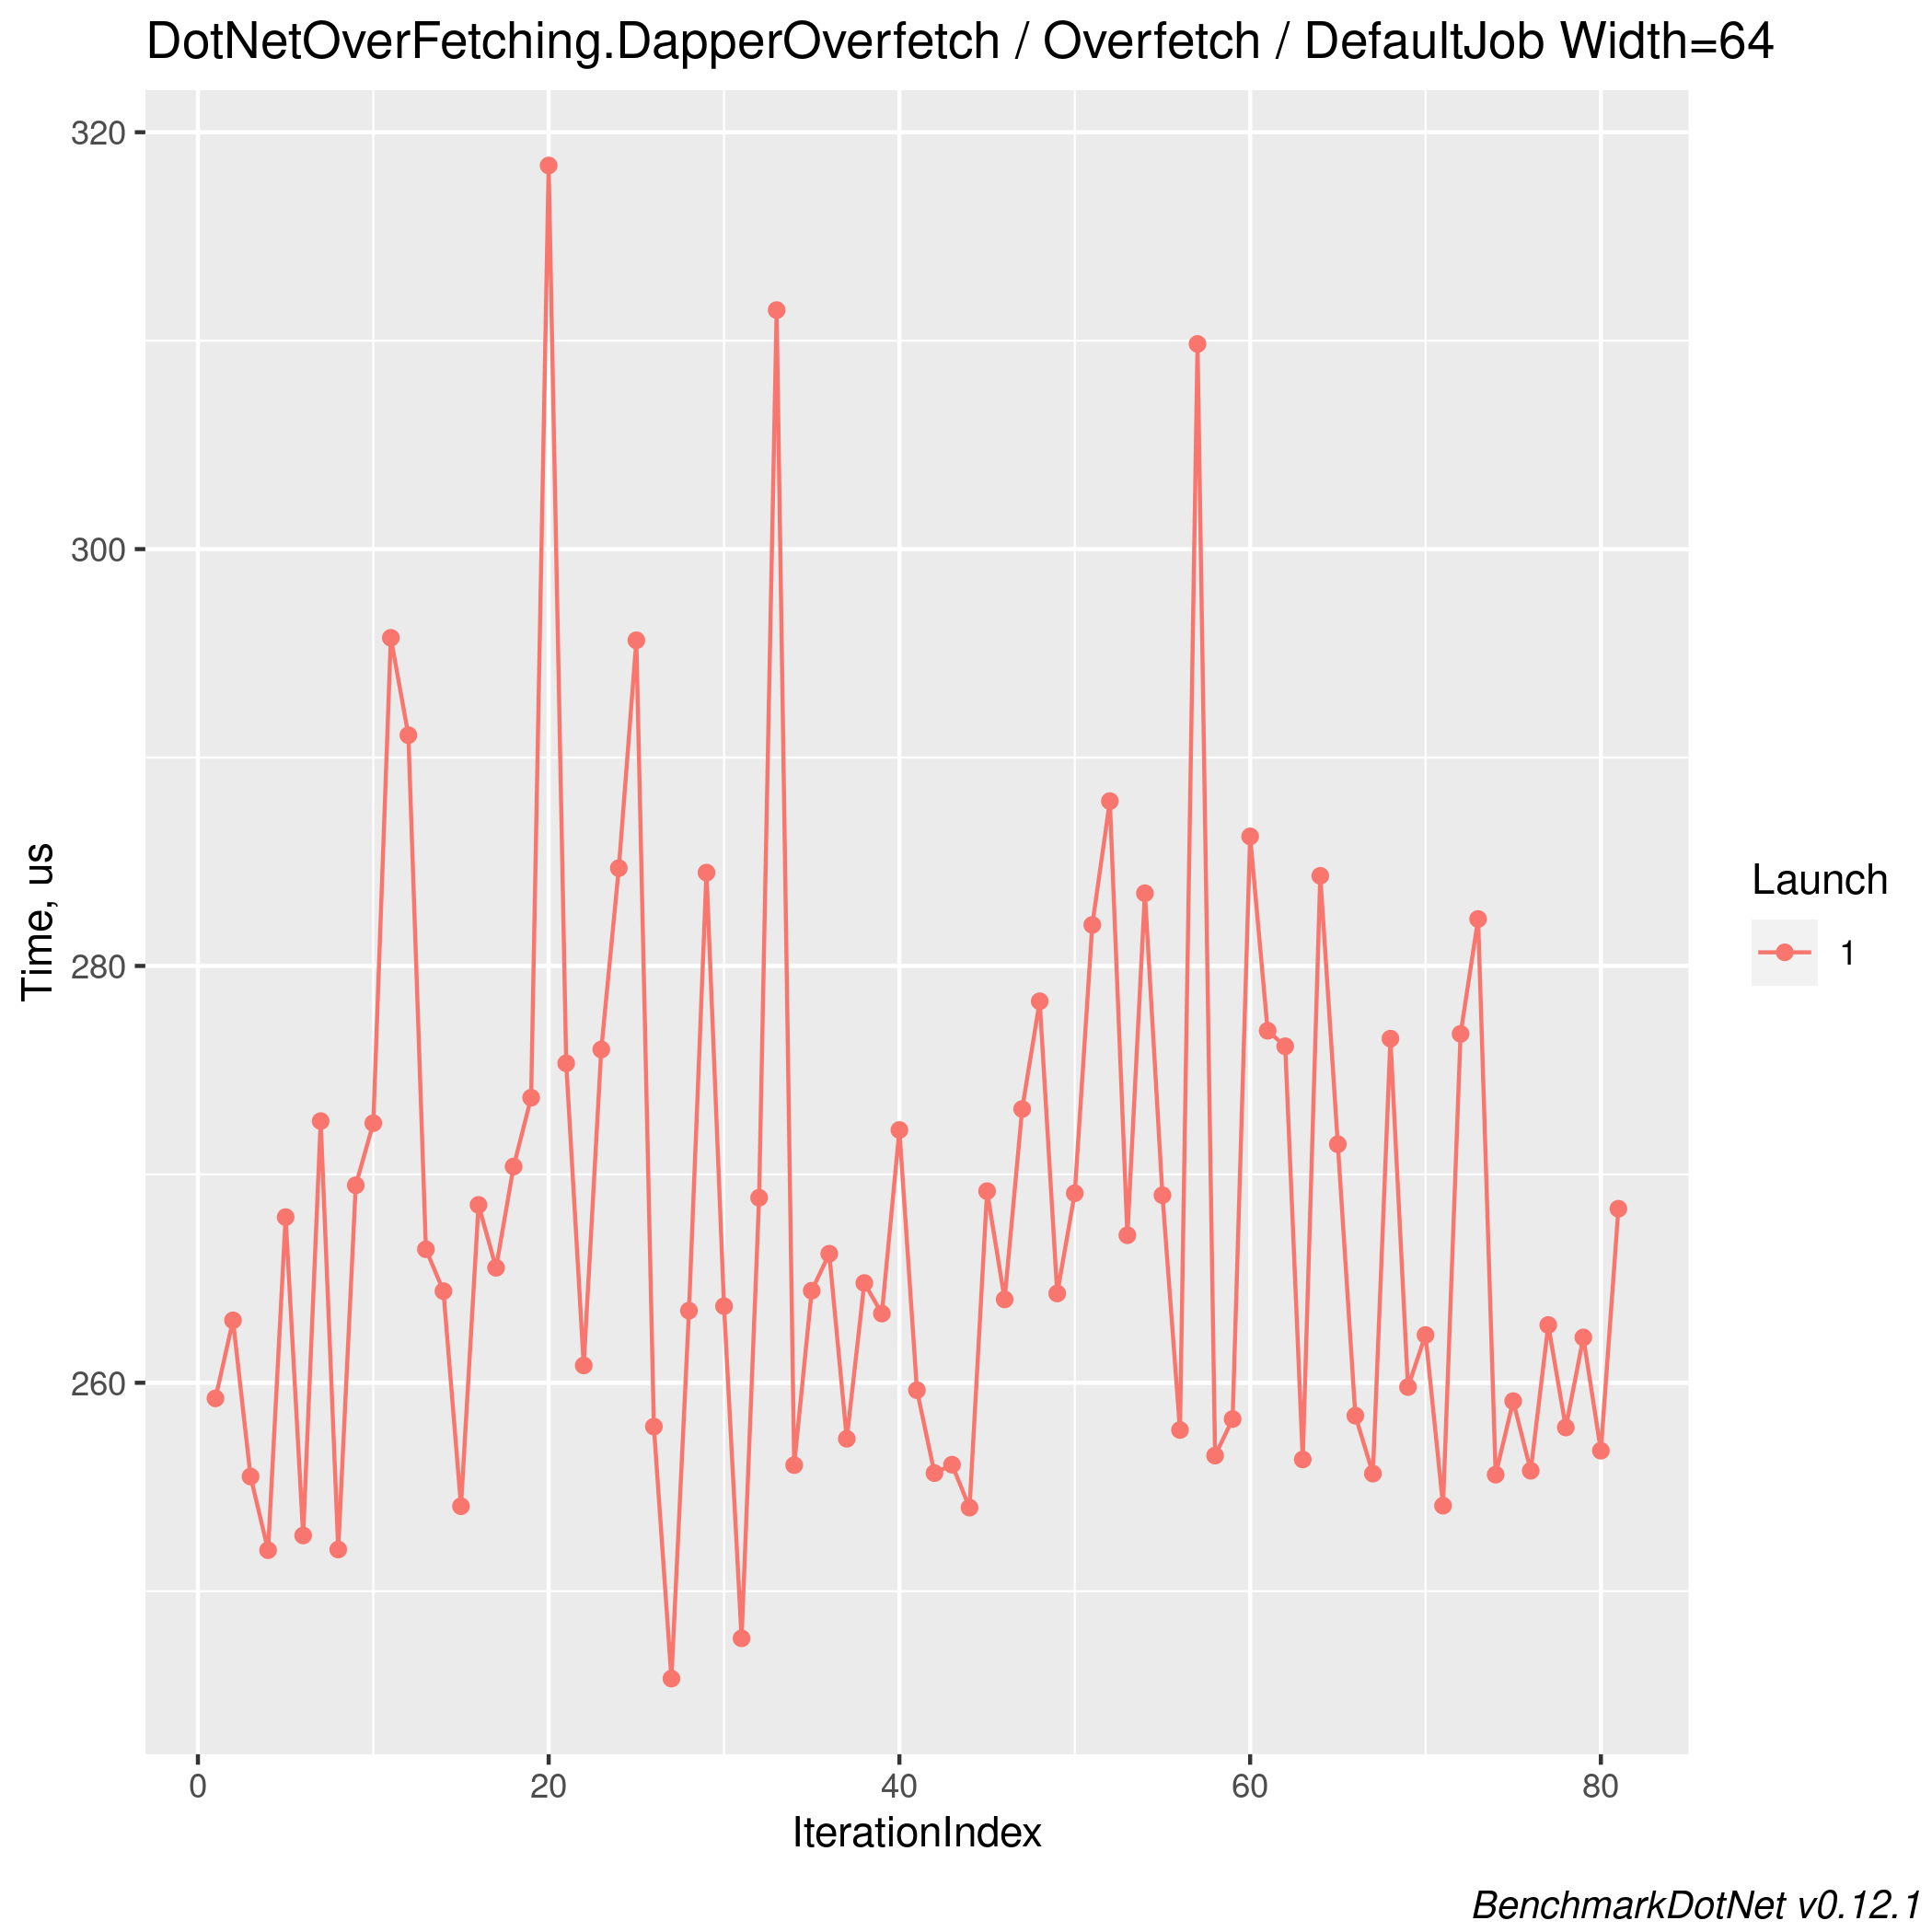 DotNetOverFetching.DapperOverfetch / Overfetch / DefaultJob Width=64
320
300
280
260
Time, us
0 20 40 60 80
IterationIndex
Launch
1
BenchmarkDotNet v0.12.1